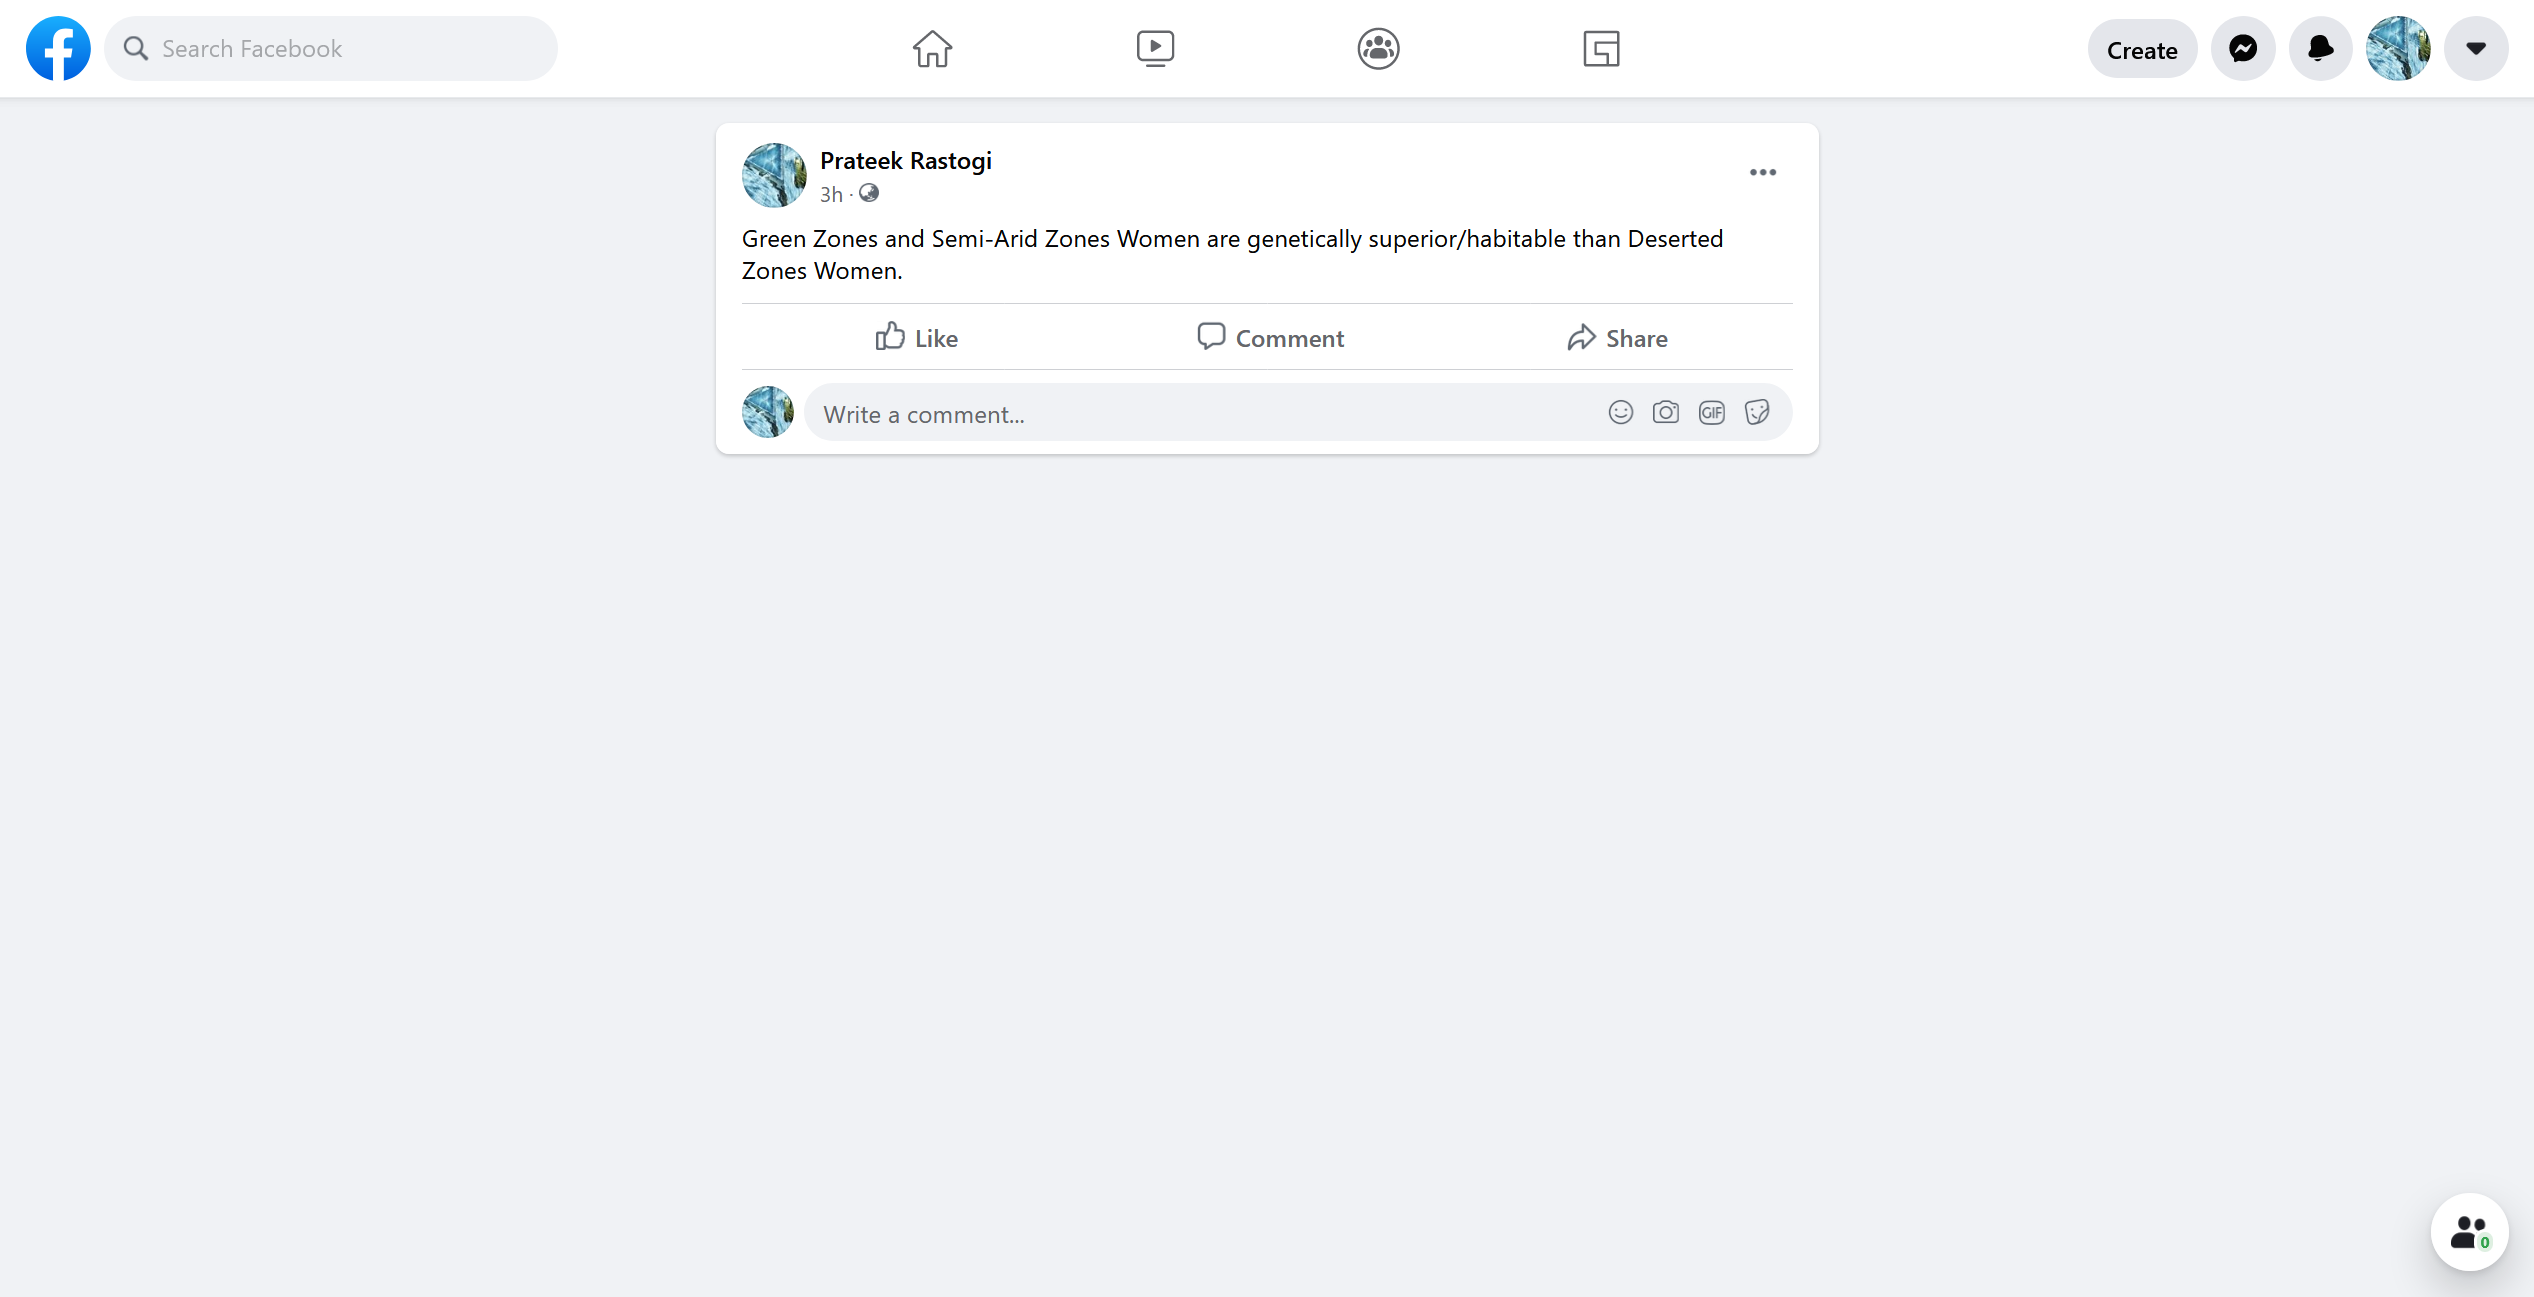 Search Facebook
Create
Prateek Rastogi
3h ·
Green Zones and Semi-Arid Zones Women are genetically superior/habitable than Deserted
Zones Women.
Like
Comment
Share
Write a comment...
GIF
0